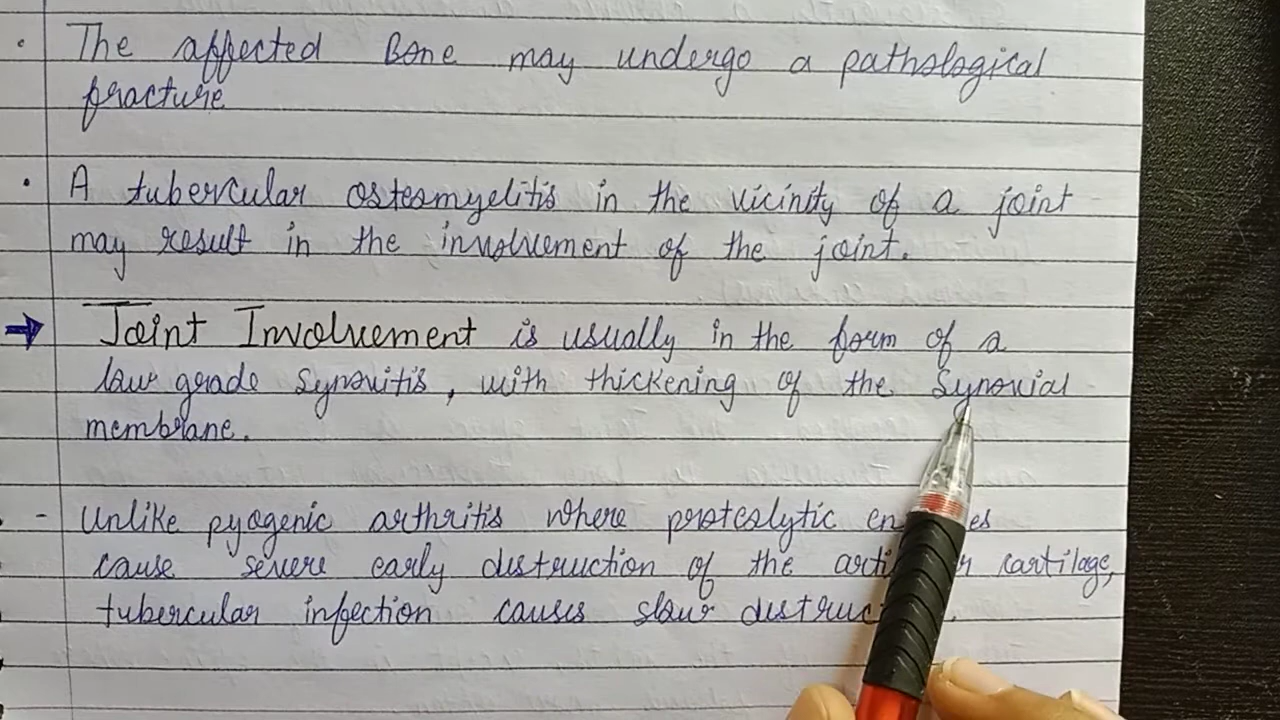 • The affected Bone may undergo a pathological
fracture
• A tubercular osteomyelitis in the vicinity of a joint
may result in the involvement of the joint.
→ Joint Involvement is usually in the form of a
low grade synovitis, with thickening of the synovial
membrane.
- Unlike pyogenic arthritis where proteolytic
cause severe early destruction of the cartilage,
tubercular infection causes slow